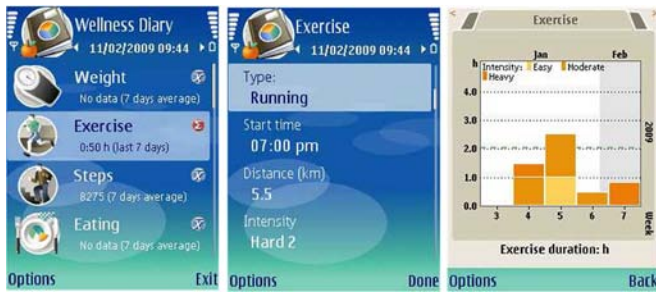 Wellness Diary
11/02/2009 09:44
Weight
No data (7 days average)
Exercise
0:50 h (last 7 days)
Steps
8275 (7 days average)
Eating
No data (7 days average)
Options Exit
Exercise
11/02/2009 09:44
Type:
Running
Start time
07:00 pm
Distance (km)
5.5
Intensity
Hard 2
Options Done
Exercise
Jan Feb
h
Intensity: Easy Moderate
Heavy
4.0
3.0
2.0
1.0
0.0
3 4 5 6 7
2009
Week
Exercise duration: h
Options Back